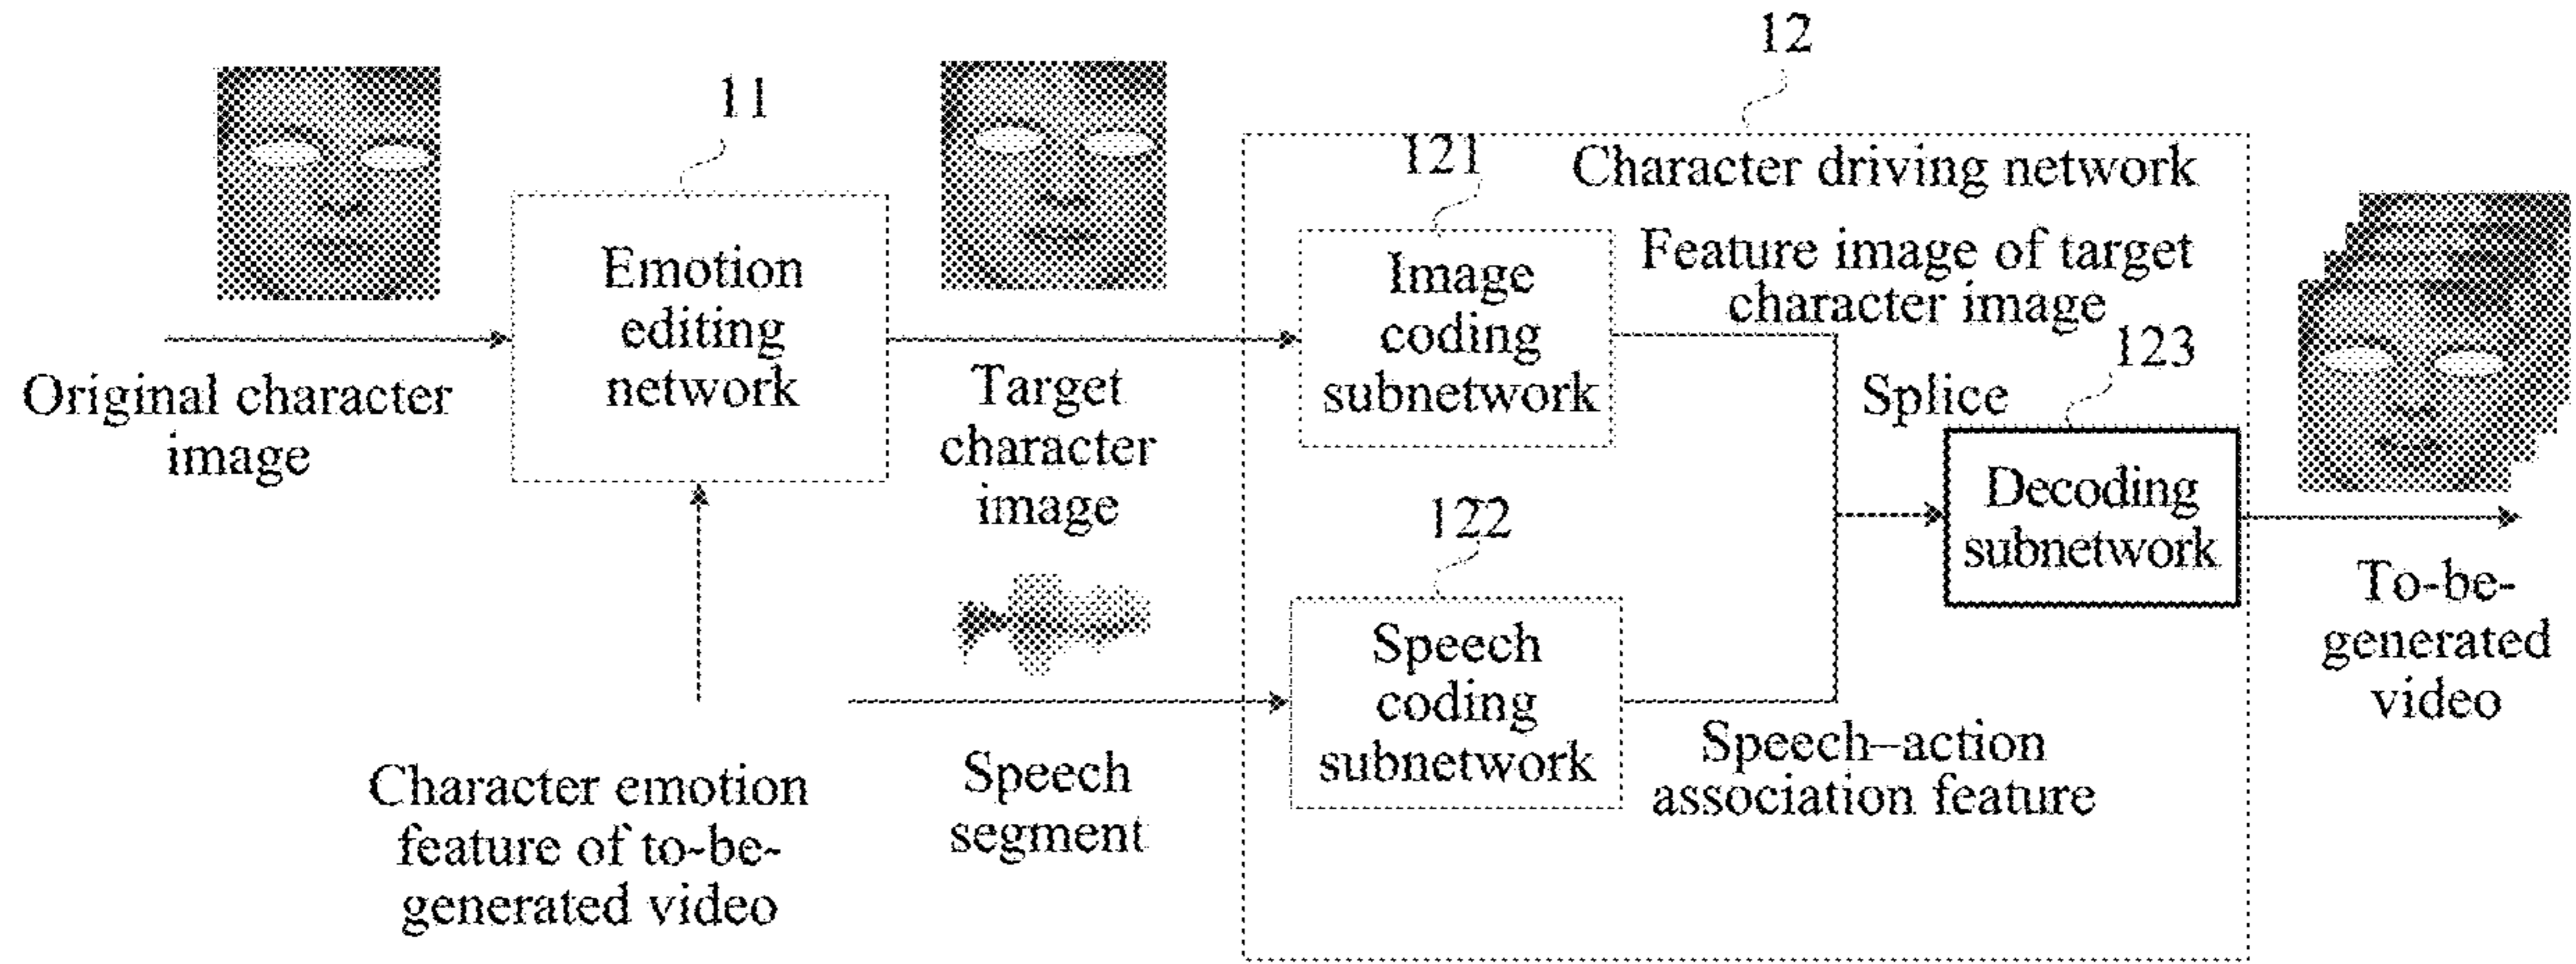 12
11
121
Character driving network
Emotion
editing
network
Image
coding
subnetwork
Feature image of target
character image
123
Original character
image
Target
character
image
Splice
Decoding
subnetwork
122
To-be-
generated
video
Speech
coding
subnetwork
Speech–action
association feature
Character emotion
feature of to-be-
generated video
Speech
segment